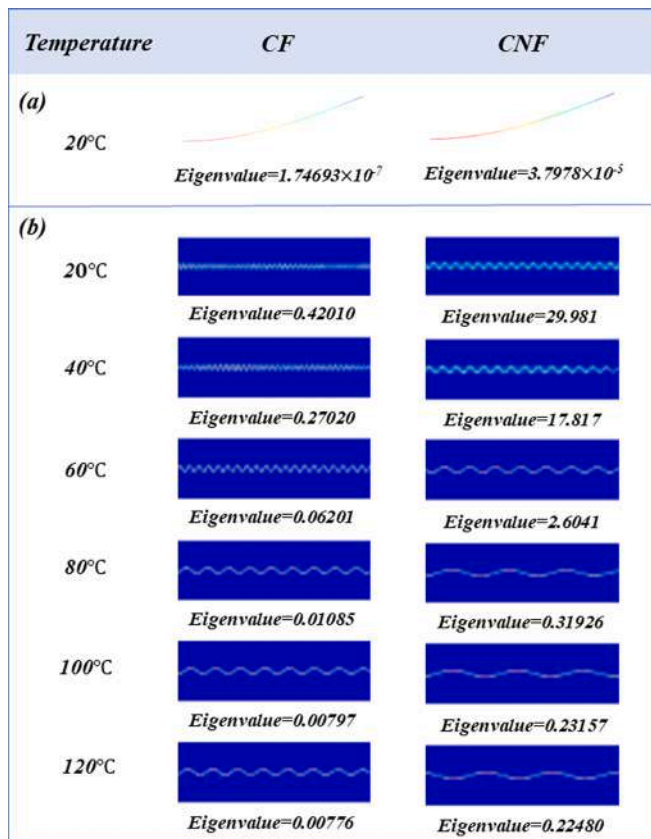 Temperature CF CNF
(a)
20°C
Eigenvalue=1.74693×10⁻⁷ Eigenvalue=3.7978×10⁻⁵
(b)
20°C
Eigenvalue=0.42010 Eigenvalue=29.981
40°C
Eigenvalue=0.27020 Eigenvalue=17.817
60°C
Eigenvalue=0.06201 Eigenvalue=2.6041
80°C
Eigenvalue=0.01085 Eigenvalue=0.31926
100°C
Eigenvalue=0.00797 Eigenvalue=0.23157
120°C
Eigenvalue=0.00776 Eigenvalue=0.22480